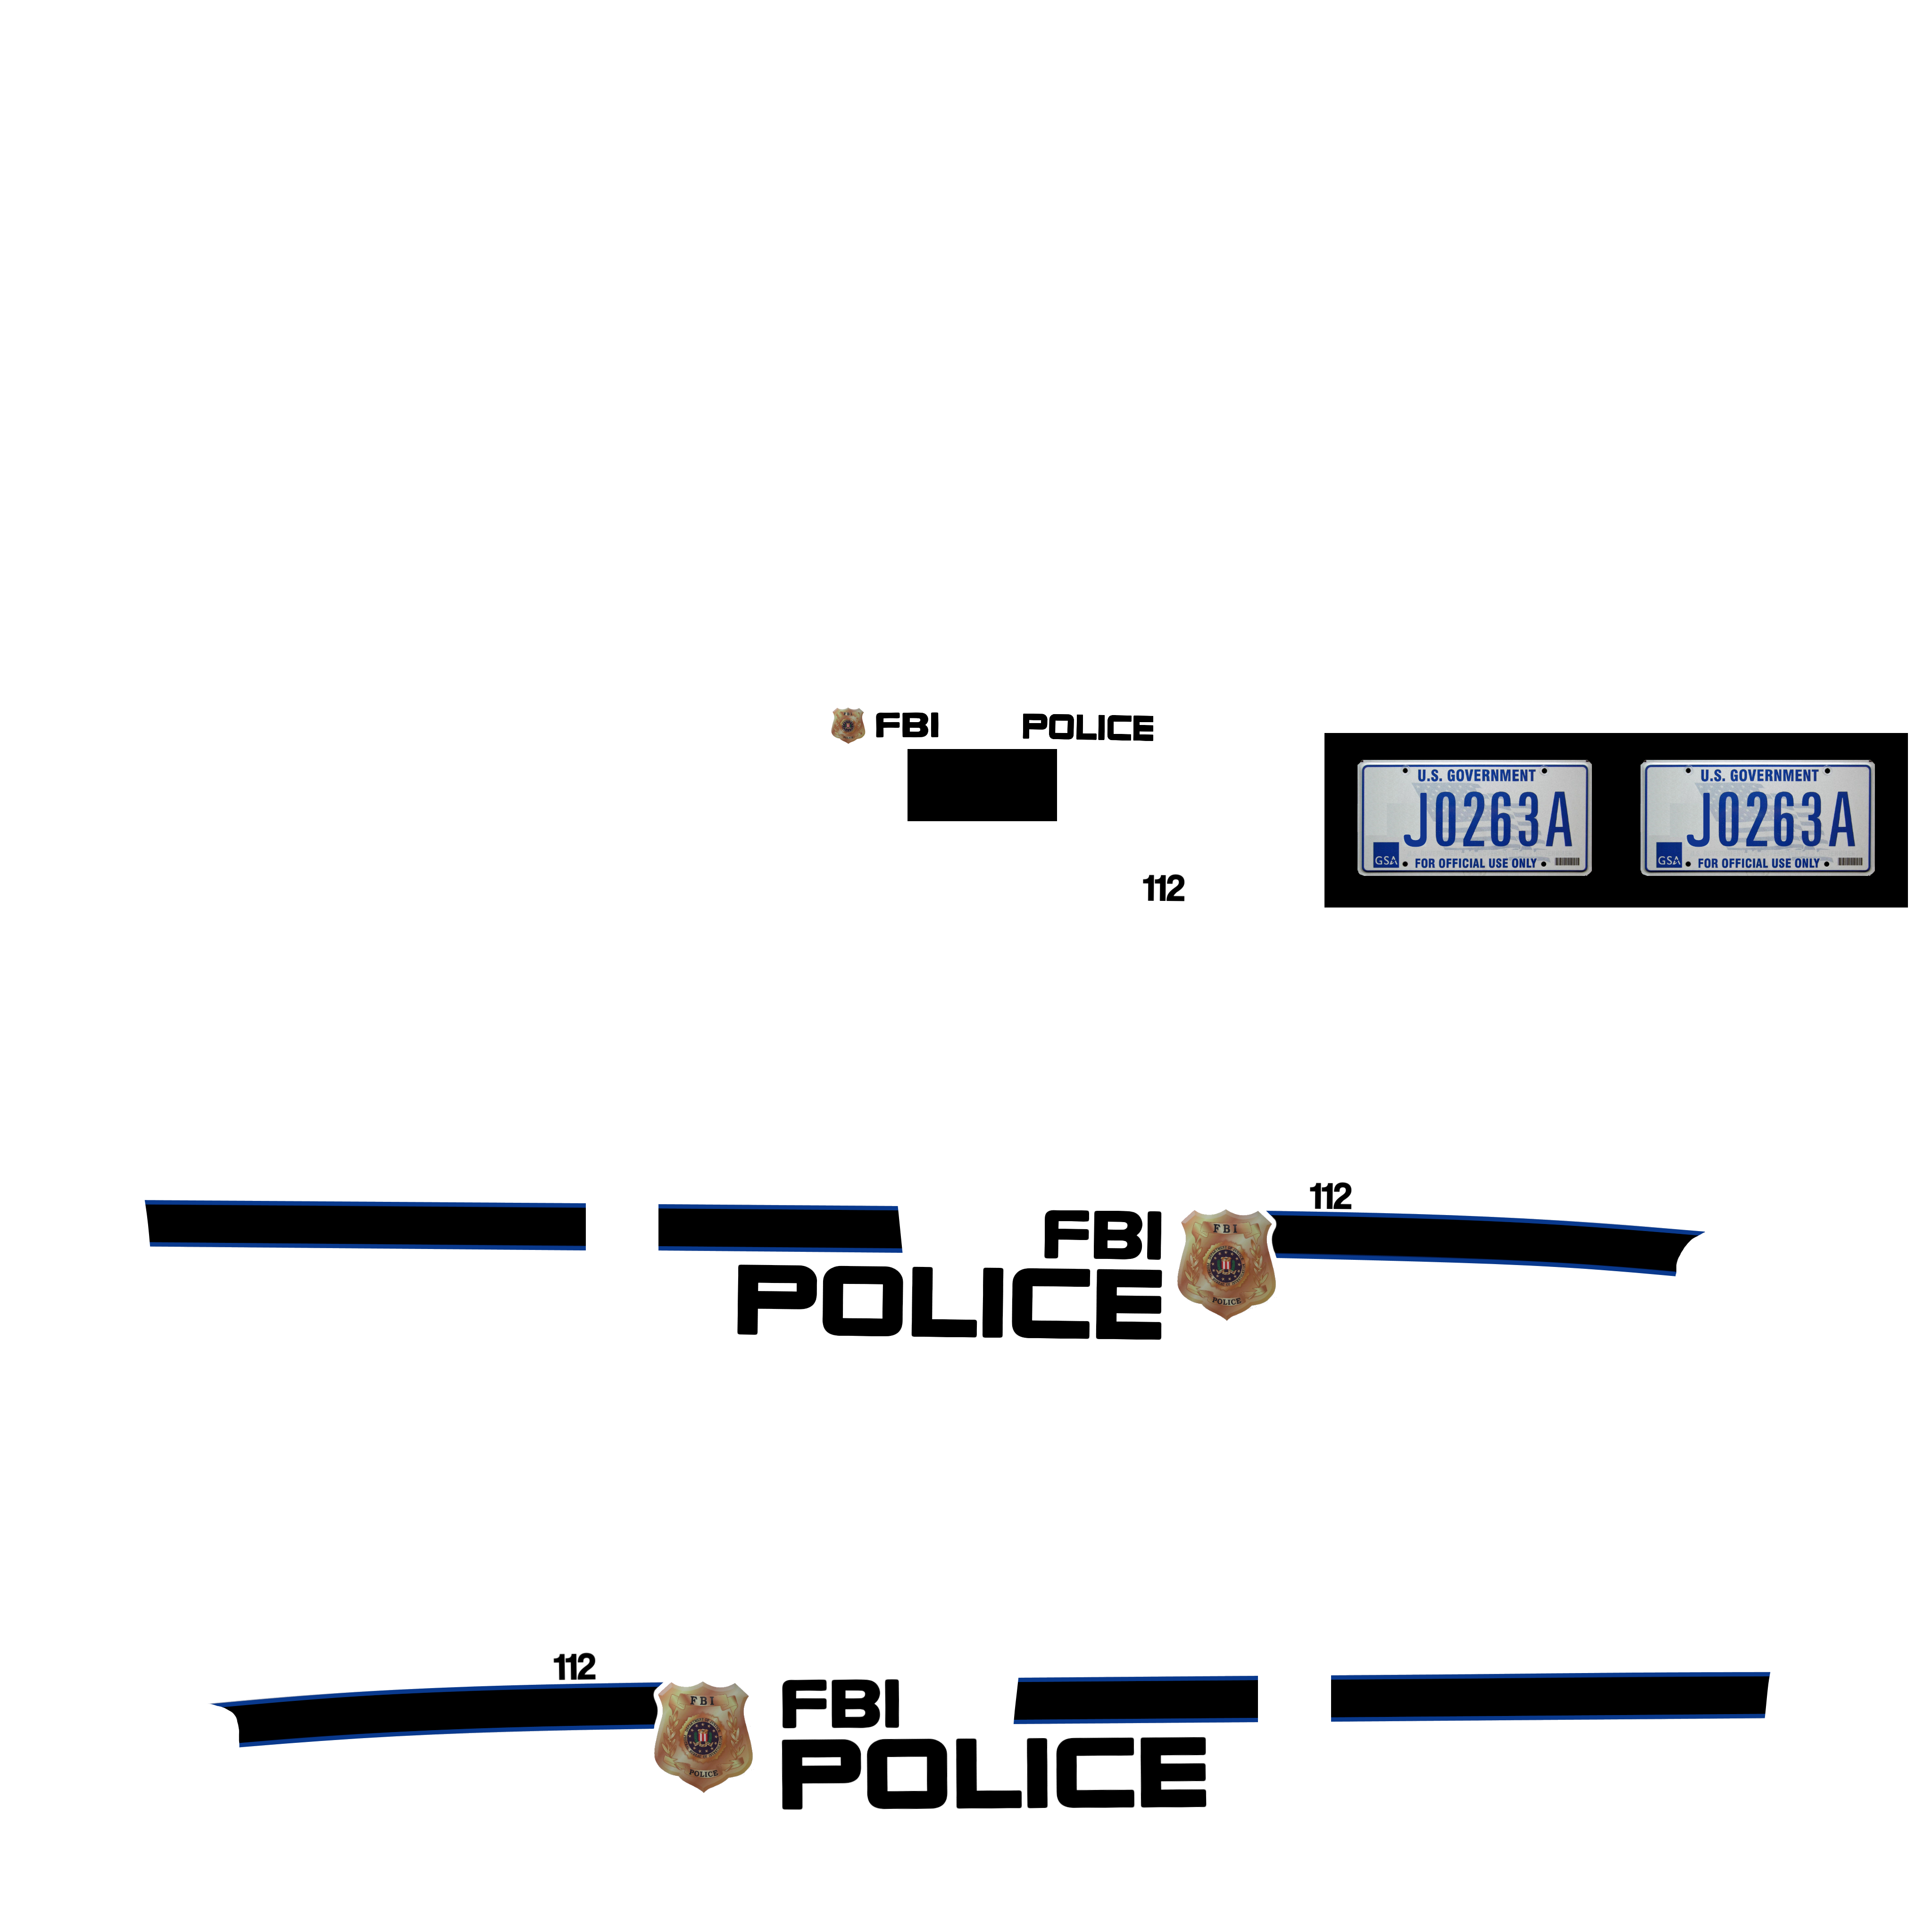 FBI POLICE
U.S. GOVERNMENT
J0263A
GSA FOR OFFICIAL USE ONLY
U.S. GOVERNMENT
J0263A
GSA FOR OFFICIAL USE ONLY
112
112
FBI
POLICE
FBI
POLICE
112
FBI
POLICE
FBI
POLICE